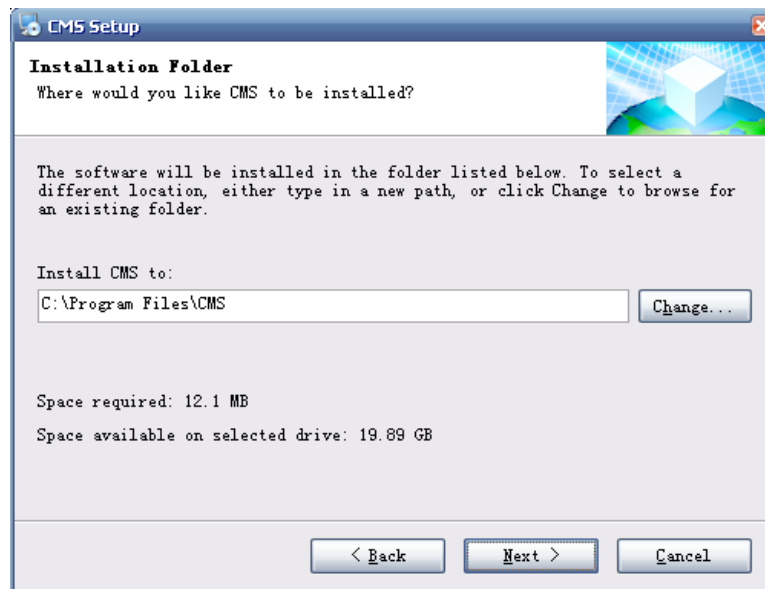 CMS Setup
Installation Folder
Where would you like CMS to be installed?
The software will be installed in the folder listed below. To select a
different location, either type in a new path, or click Change to browse for
an existing folder.
Install CMS to:
C:\Program Files\CMS
Change...
Space required: 12.1 MB
Space available on selected drive: 19.89 GB
< Back
Next >
Cancel